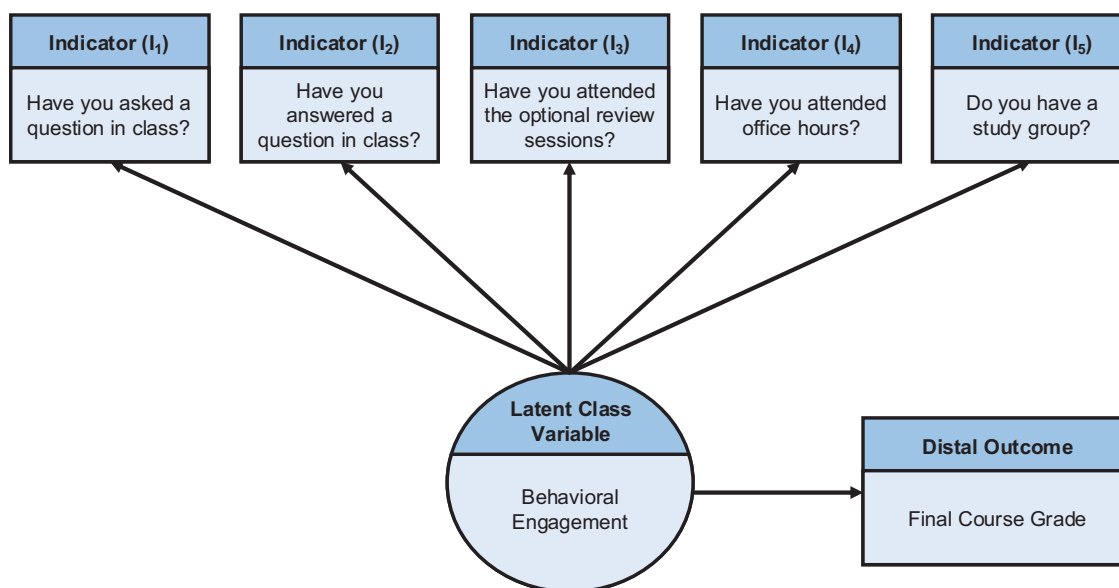 Indicator (I₁)
Have you asked a
question in class?
Indicator (I₂)
Have you
answered a
question in class?
Indicator (I₃)
Have you attended
the optional review
sessions?
Indicator (I₄)
Have you attended
office hours?
Indicator (I₅)
Do you have a
study group?
Latent Class
Variable
Behavioral
Engagement
Distal Outcome
Final Course Grade